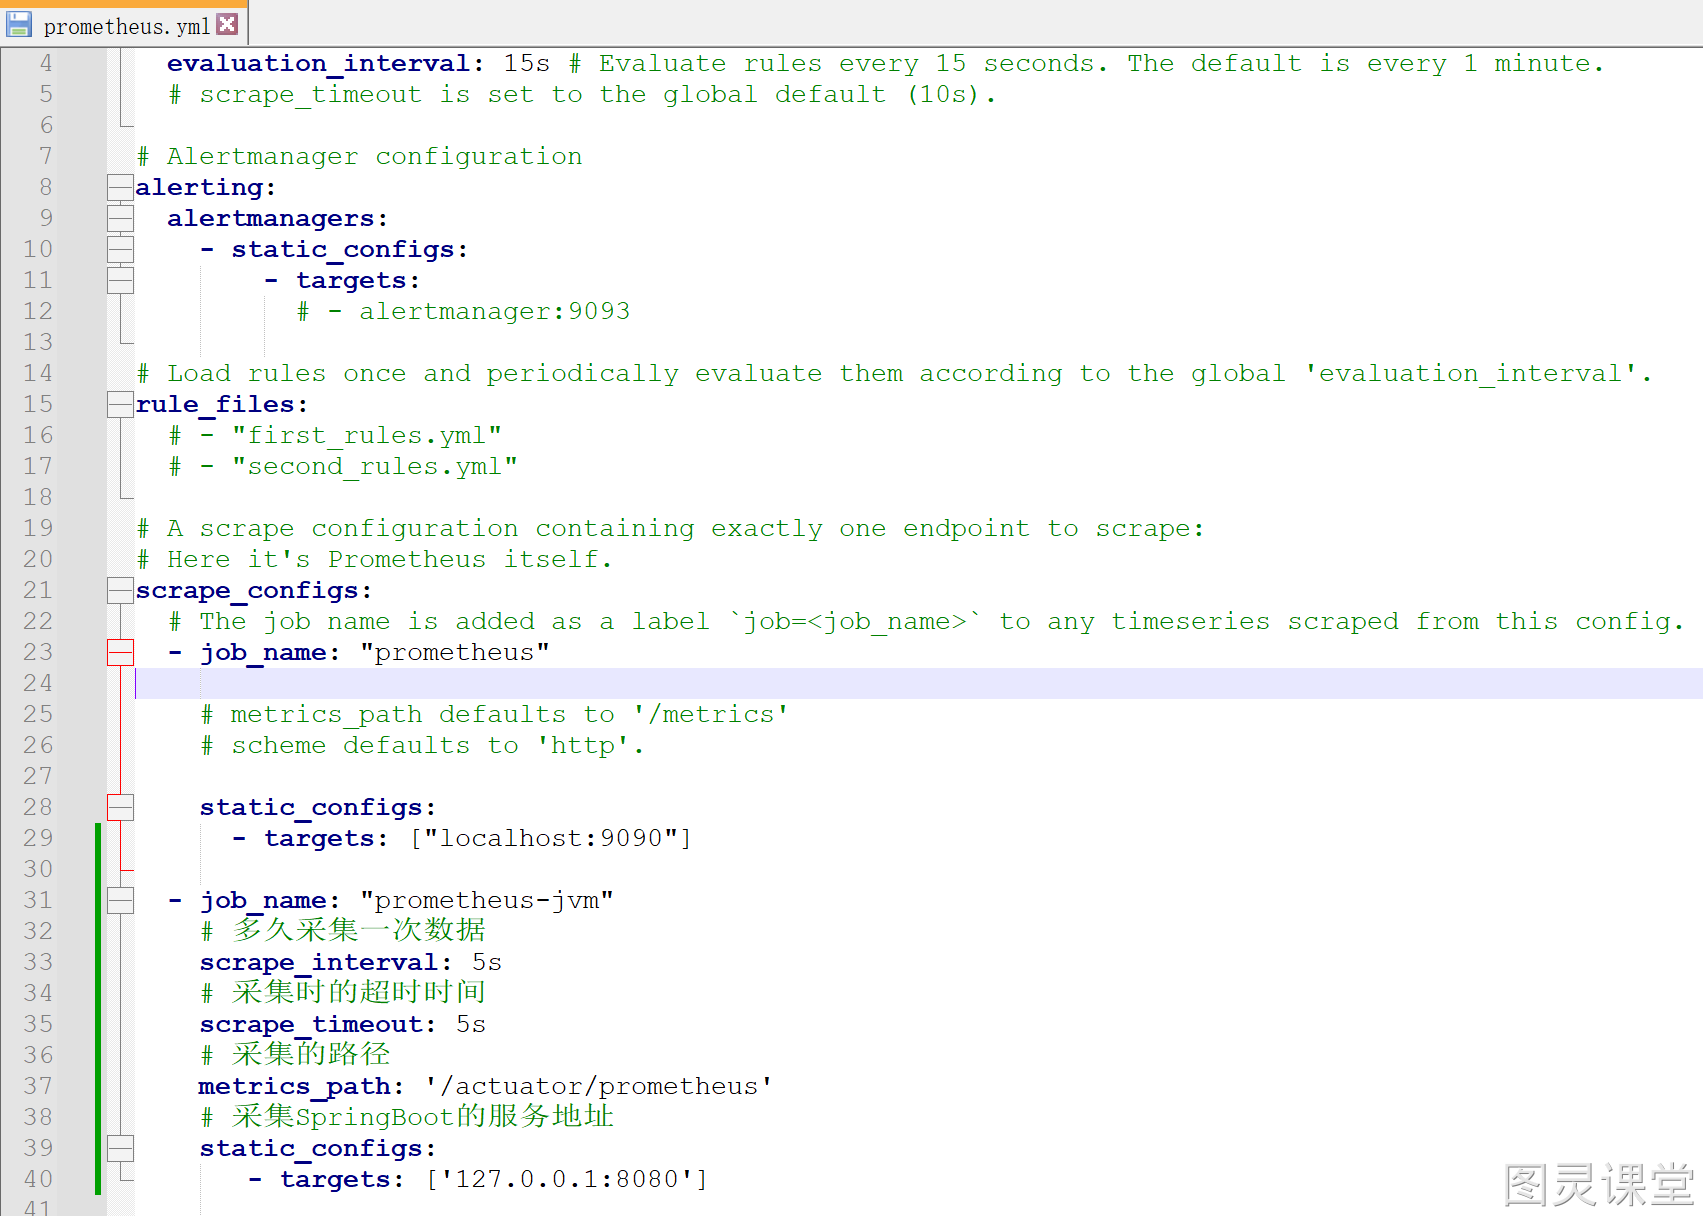 prometheus.yml
4 evaluation_interval: 15s # Evaluate rules every 15 seconds. The default is every 1 minute.
5 # scrape_timeout is set to the global default (10s).
6
7 # Alertmanager configuration
8 alerting:
9 alertmanagers:
10 - static_configs:
11 - targets:
12 # - alertmanager:9093
13
14 # Load rules once and periodically evaluate them according to the global 'evaluation_interval'.
15 rule_files:
16 # - "first_rules.yml"
17 # - "second_rules.yml"
18
19 # A scrape configuration containing exactly one endpoint to scrape:
20 # Here it's Prometheus itself.
21 scrape_configs:
22 # The job name is added as a label `job=<job_name>` to any timeseries scraped from this config.
23 - job_name: "prometheus"
24
25 # metrics_path defaults to '/metrics'
26 # scheme defaults to 'http'.
27
28 static_configs:
29 - targets: ["localhost:9090"]
30
31 - job_name: "prometheus-jvm"
32 # 多久采集一次数据
33 scrape_interval: 5s
34 # 采集时的超时时间
35 scrape_timeout: 5s
36 # 采集的路径
37 metrics_path: '/actuator/prometheus'
38 # 采集SpringBoot的服务地址
39 static_configs:
40 - targets: ['127.0.0.1:8080']
41
图灵课堂